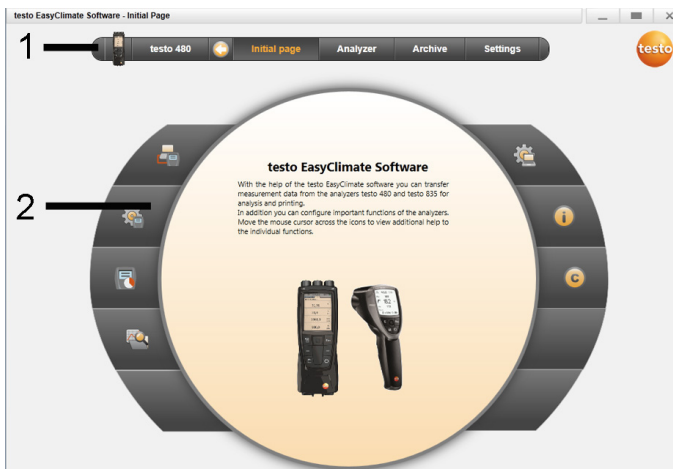 testo EasyClimate Software - Initial Page
1
testo 480
Initial page
Analyzer
Archive
Settings
testo
2
testo EasyClimate Software
With the help of the testo EasyClimate software you can transfer
measurement data from the analyzers testo 480 and testo 835 for
analysis and printing.
In addition you can configure important functions of the analyzers.
Move the mouse cursor across the icons to view additional help to
the individual functions.
i
C